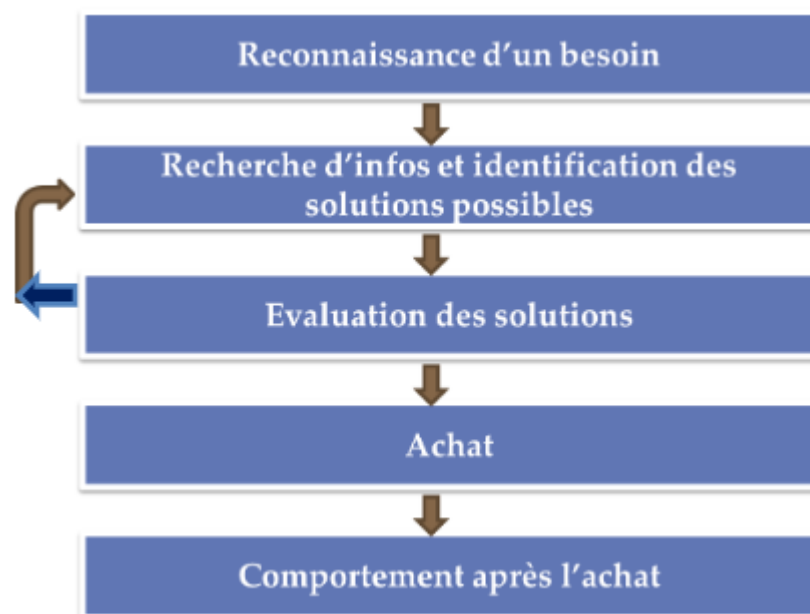 Reconnaissance d’un besoin
Recherche d’infos et identification des
solutions possibles
Evaluation des solutions
Achat
Comportement après l’achat